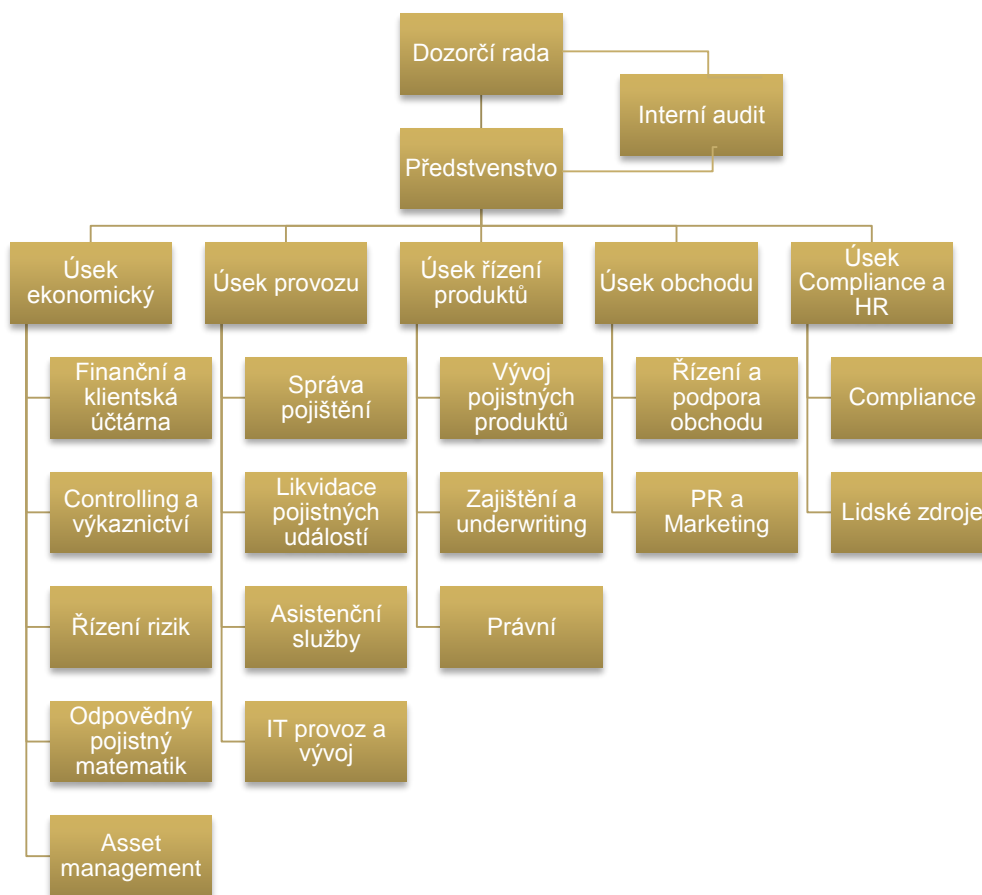 Dozorčí rada
Interní audit
Předstvenstvo
Úsek
ekonomický
Úsek provozu
Úsek řízení
produktů
Úsek obchodu
Úsek
Compliance a
HR
Finanční a
klientská
účtárna
Správa
pojištění
Vývoj
pojistných
produktů
Řízení a
podpora
obchodu
Compliance
Controlling a
výkaznictví
Likvidace
pojistných
událostí
Zajištění a
underwriting
PR a
Marketing
Lidské zdroje
Řízení rizik
Asistenční
služby
Právní
Odpovědný
pojistný
matematik
IT provoz a
vývoj
Asset
management